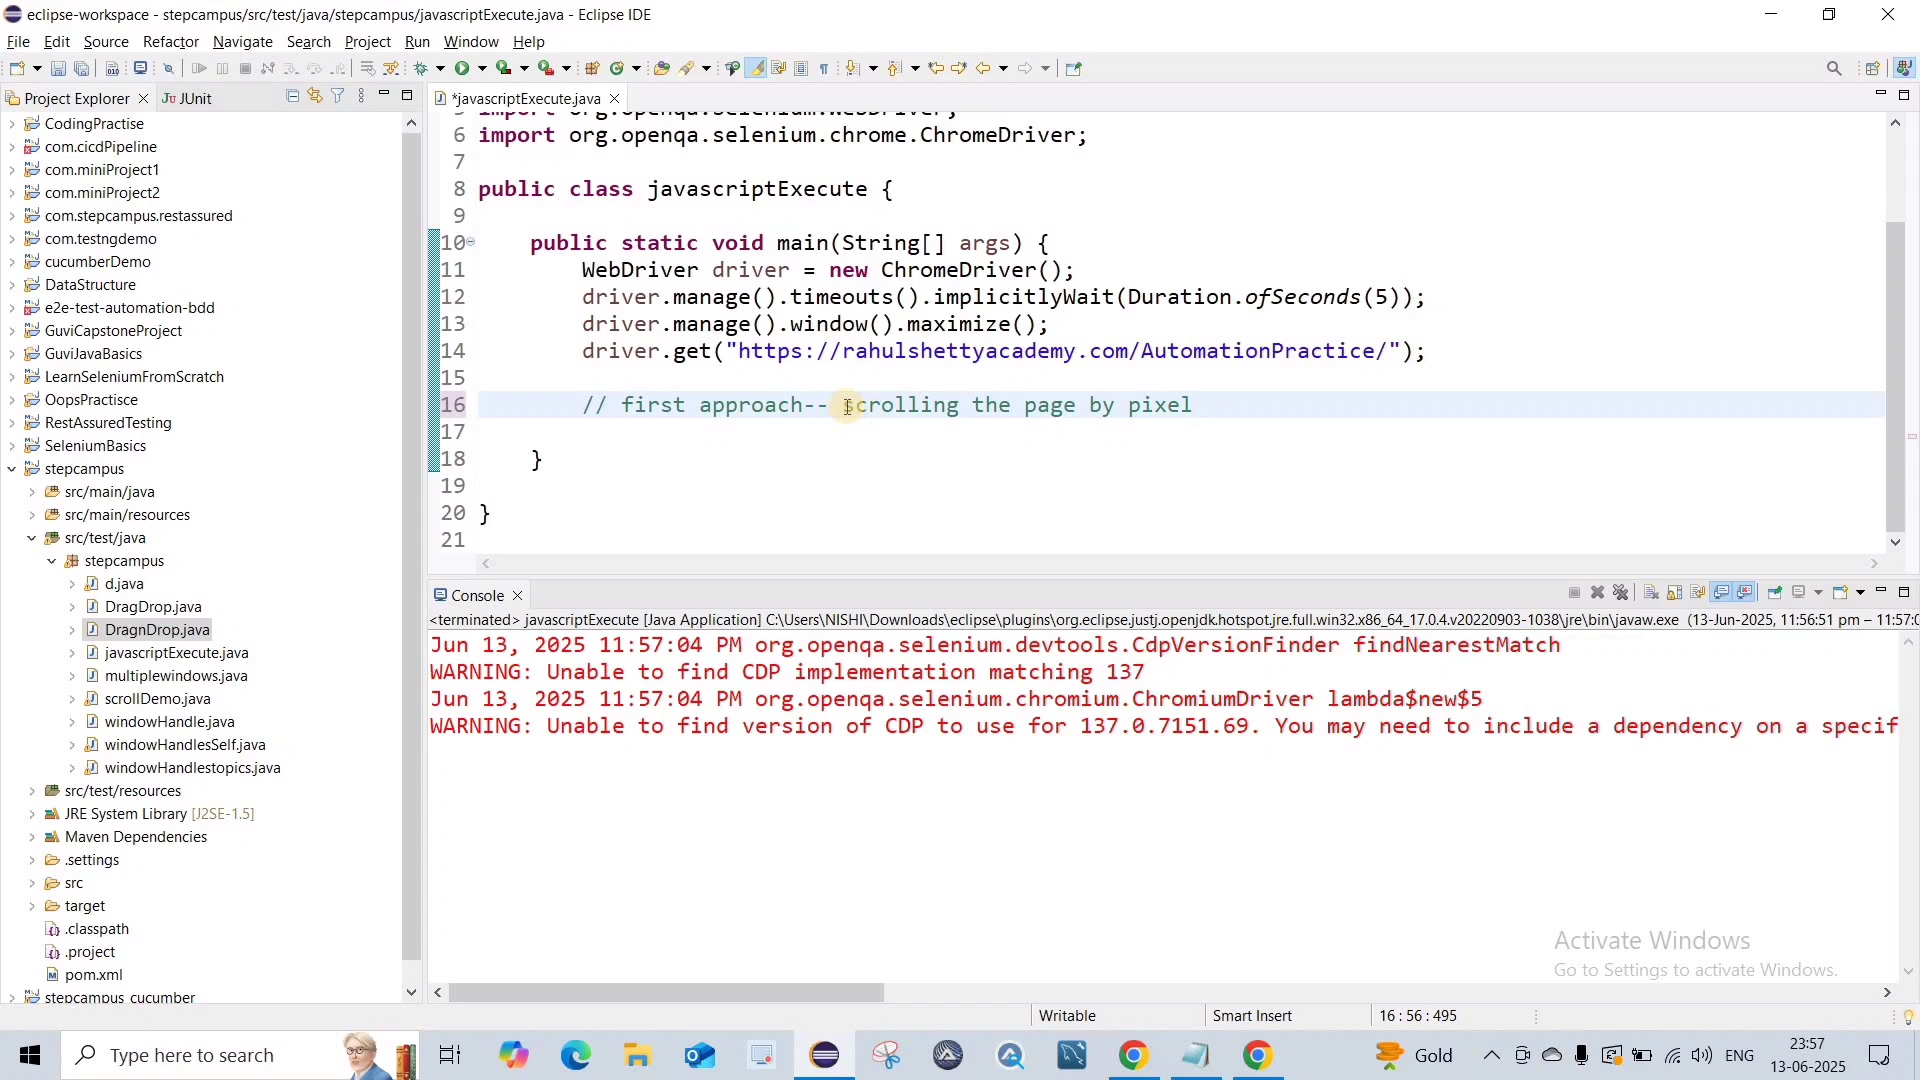 eclipse-workspace - stepcampus/src/test/java/stepcampus/javascriptExecute.java - Eclipse IDE
File Edit Source Refactor Navigate Search Project Run Window Help
Project Explorer
JUnit
*javascriptExecute.java
CodingPractise
com.cicdPipeline
com.miniProject1
com.miniProject2
com.stepcampus.restassured
com.testngdemo
cucumberDemo
DataStructure
e2e-test-automation-bdd
GuviCapstoneProject
GuviJavaBasics
LearnSeleniumFromScratch
OopsPractisce
RestAssuredTesting
SeleniumBasics
stepcampus
src/main/java
src/main/resources
src/test/java
stepcampus
d.java
DragDrop.java
DragnDrop.java
javascriptExecute.java
multiplewindows.java
scrollDemo.java
windowHandle.java
windowHandlesSelf.java
windowHandlestopics.java
src/test/resources
JRE System Library [J2SE-1.5]
Maven Dependencies
.settings
src
target
.classpath
.project
pom.xml
stepcampus_cucumber
5 import org.openqa.selenium.WebDriver;
6 import org.openqa.selenium.chrome.ChromeDriver;
7
8 public class javascriptExecute {
9
10 public static void main(String[] args) {
11 WebDriver driver = new ChromeDriver();
12 driver.manage().timeouts().implicitlyWait(Duration.ofSeconds(5));
13 driver.manage().window().maximize();
14 driver.get("https://rahulshettyacademy.com/AutomationPractice/");
15
16 // first approach-- scrolling the page by pixel
17
18 }
19
20 }
21
Console
<terminated> javascriptExecute [Java Application] C:\Users\NISHI\Downloads\eclipse\plugins\org.eclipse.justj.openjdk.hotspot.jre.full.win32.x86_64_17.0.4.v20220903-1038\jre\bin\javaw.exe (13-Jun-2025, 11:56:51 pm – 11:57:0
Jun 13, 2025 11:57:04 PM org.openqa.selenium.devtools.CdpVersionFinder findNearestMatch
WARNING: Unable to find CDP implementation matching 137
Jun 13, 2025 11:57:04 PM org.openqa.selenium.chromium.ChromiumDriver lambda$new$5
WARNING: Unable to find version of CDP to use for 137.0.7151.69. You may need to include a dependency on a specif
Activate Windows
Go to Settings to activate Windows.
Writable
Smart Insert
16 : 56 : 495
Type here to search
Gold
ENG
23:57
13-06-2025